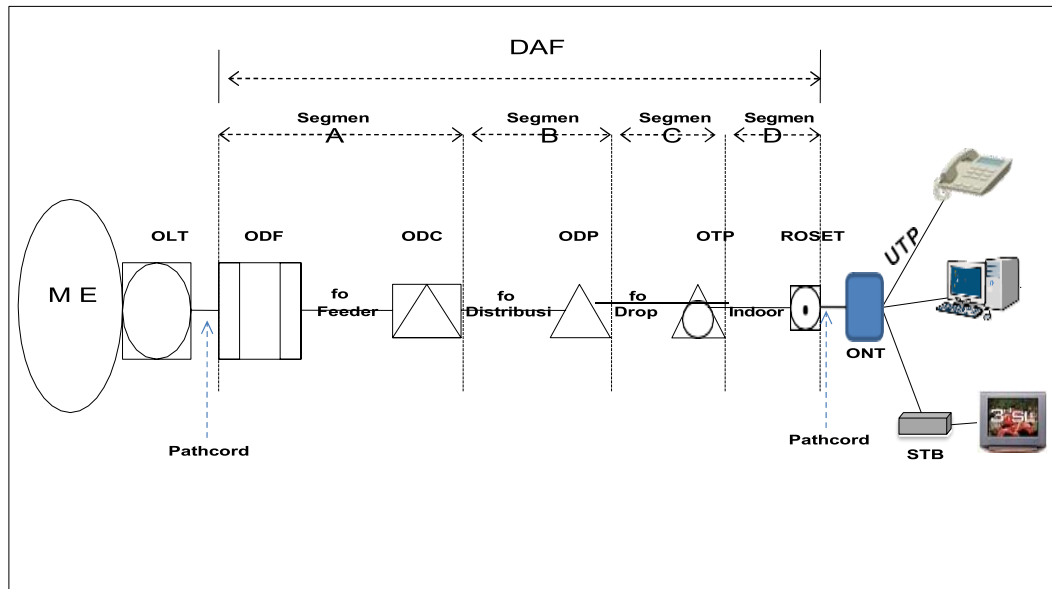 DAF
Segmen
A
Segmen
B
Segmen
C
Segmen
D
OLT
ODF
ODC
ODP
OTP
ROSET
UTP
M E
fo
Feeder
fo
Distribusi
fo
Drop
Indoor
ONT
Pathcord
Pathcord
STB